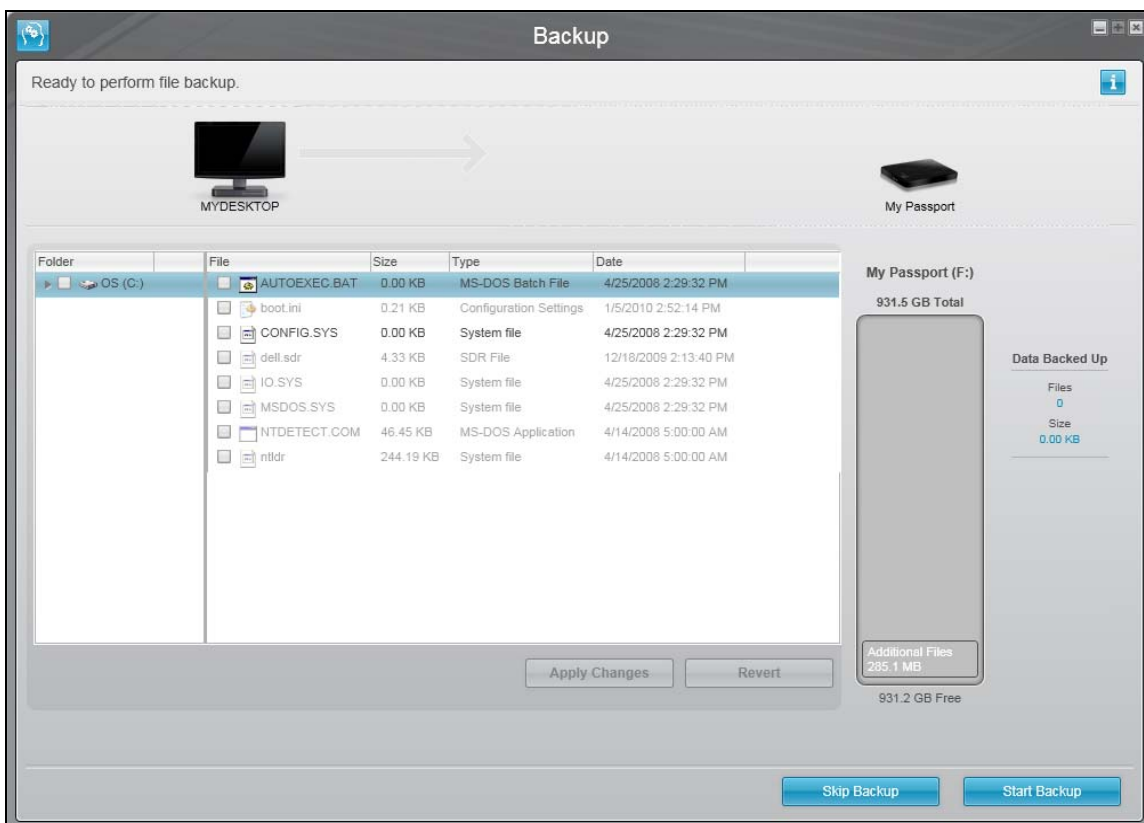 Backup
Ready to perform file backup.
MYDESKTOP
My Passport
Folder File Size Type Date
OS (C:) AUTOEXEC.BAT 0.00 KB MS-DOS Batch File 4/25/2008 2:29:32 PM
boot.ini 0.21 KB Configuration Settings 1/5/2010 2:52:14 PM
CONFIG.SYS 0.00 KB System file 4/25/2008 2:29:32 PM
dell.sdr 4.33 KB SDR File 12/18/2009 2:13:40 PM
IO.SYS 0.00 KB System file 4/25/2008 2:29:32 PM
MSDOS.SYS 0.00 KB System file 4/25/2008 2:29:32 PM
NTDETECT.COM 46.45 KB MS-DOS Application 4/14/2008 5:00:00 AM
ntldr 244.19 KB System file 4/14/2008 5:00:00 AM
Apply Changes Revert
My Passport (F:)
931.5 GB Total
Additional Files
285.1 MB
931.2 GB Free
Data Backed Up
Files
0
Size
0.00 KB
Skip Backup Start Backup